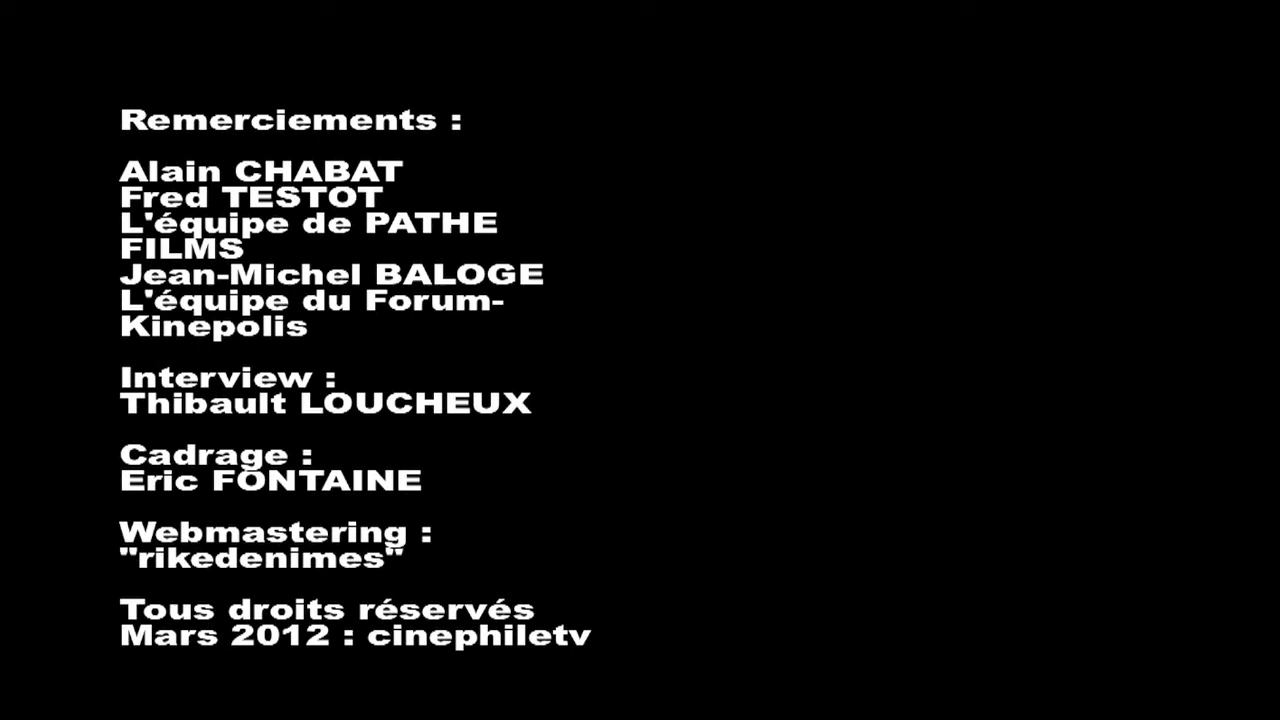 Remerciements :
Alain CHABAT
Fred TESTOT
L'équipe de PATHE
FILMS
Jean-Michel BALOGE
L'équipe du Forum-
Kinepolis
Interview :
Thibault LOUCHEUX
Cadrage :
Eric FONTAINE
Webmastering :
"rikedenimes"
Tous droits réservés
Mars 2012 : cinephiletv